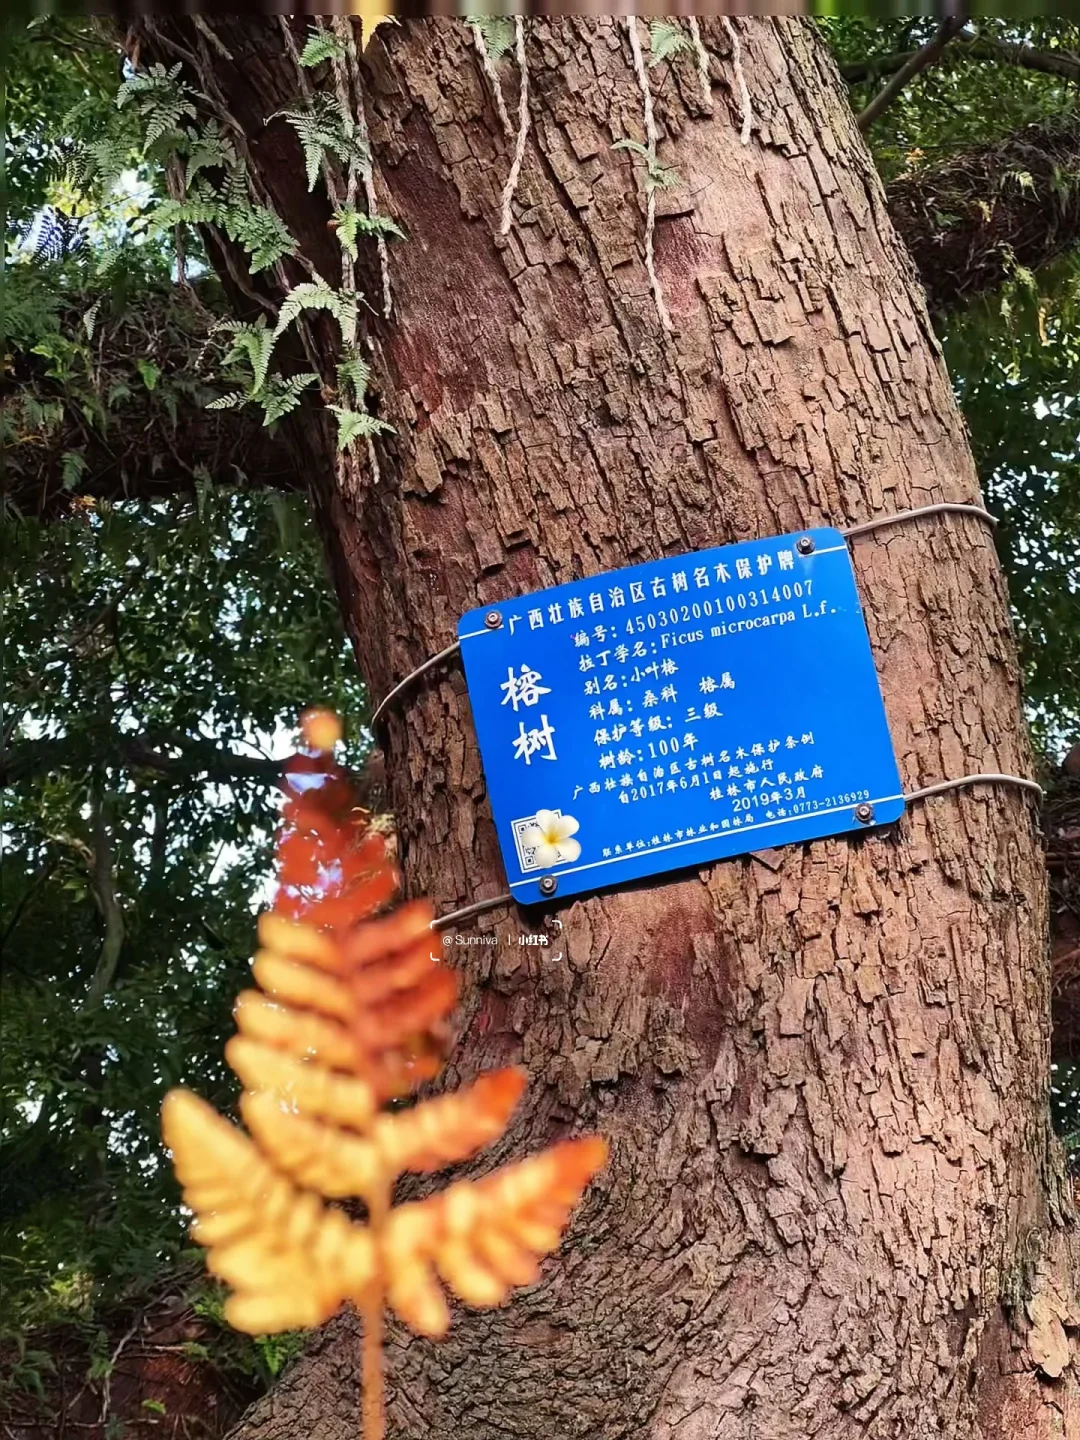 广西壮族自治区古树名木保护牌
编号：45030200100314007
拉丁学名：Ficus microcarpa L.f.
榕树
别名：小叶榕
科属：桑科 榕属
保护等级：三级
树龄：100年
广西壮族自治区古树名木保护条例
自2017年6月1日起施行
桂林市人民政府
2019年3月
联系单位：桂林市林业和园林局 电话：0773-2136929
@Sunniva | 小红书